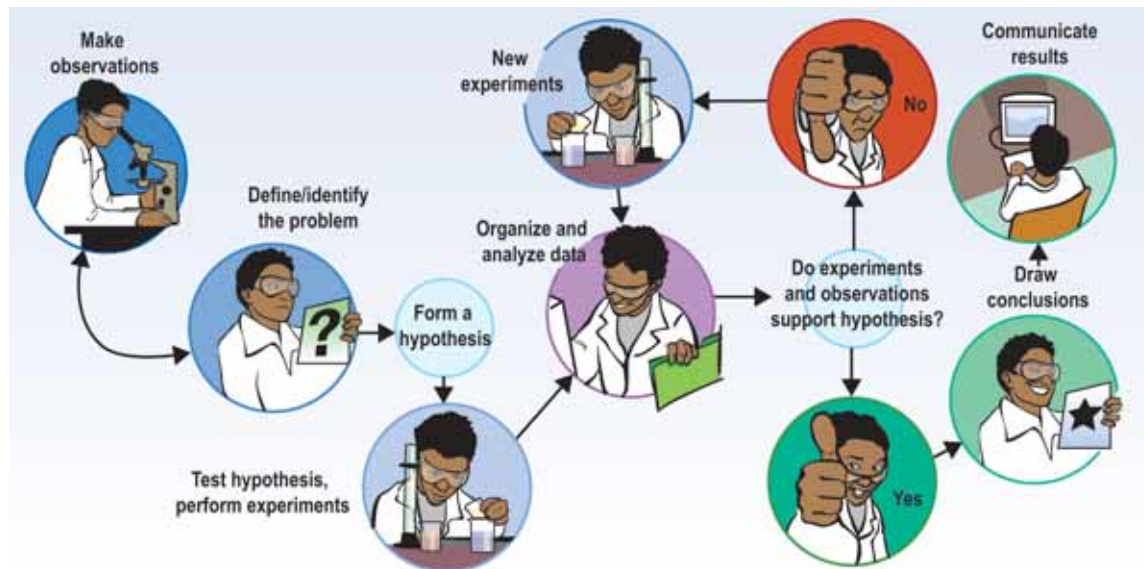 Make
observations
Define/identify
the problem
?
Form a
hypothesis
Test hypothesis,
perform experiments
Organize and
analyze data
New
experiments
Do experiments
and observations
support hypothesis?
No
Yes
Draw
conclusions
Communicate
results